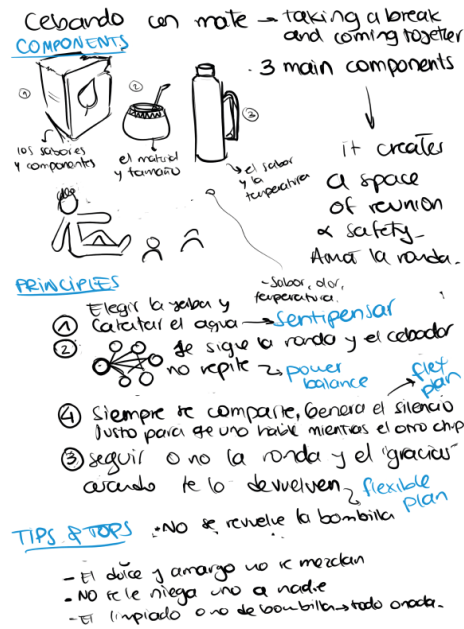 Cebando con mate → taking a break
and coming together
COMPONENTS
· 3 main components
①
②
③
los sabores
y componentes
el material
y tamaño
el sabor
y la
temperatura
it creates
a space
of reunion
& safety.
Amo la ronda.
- Sabor, olor,
temperatura.
PRINCIPLES
① Elegir la yerba y
Calentar el agua → sentipensar
② Se sigue la ronda y el cebador
no repite → power
balance
flex
plan
④ Siempre se comparte, Genera el silencio
Justo para que uno hable mientras el otro
③ seguir o no la ronda y el "gracias"
cuando te lo devuelven
flexible
plan
TIPS & TOPS
· NO se revuelve la bombilla
- El dulce y amargo no se mezclan
- NO se le niega uno a nadie
- El limpiado o no de bombilla → todo